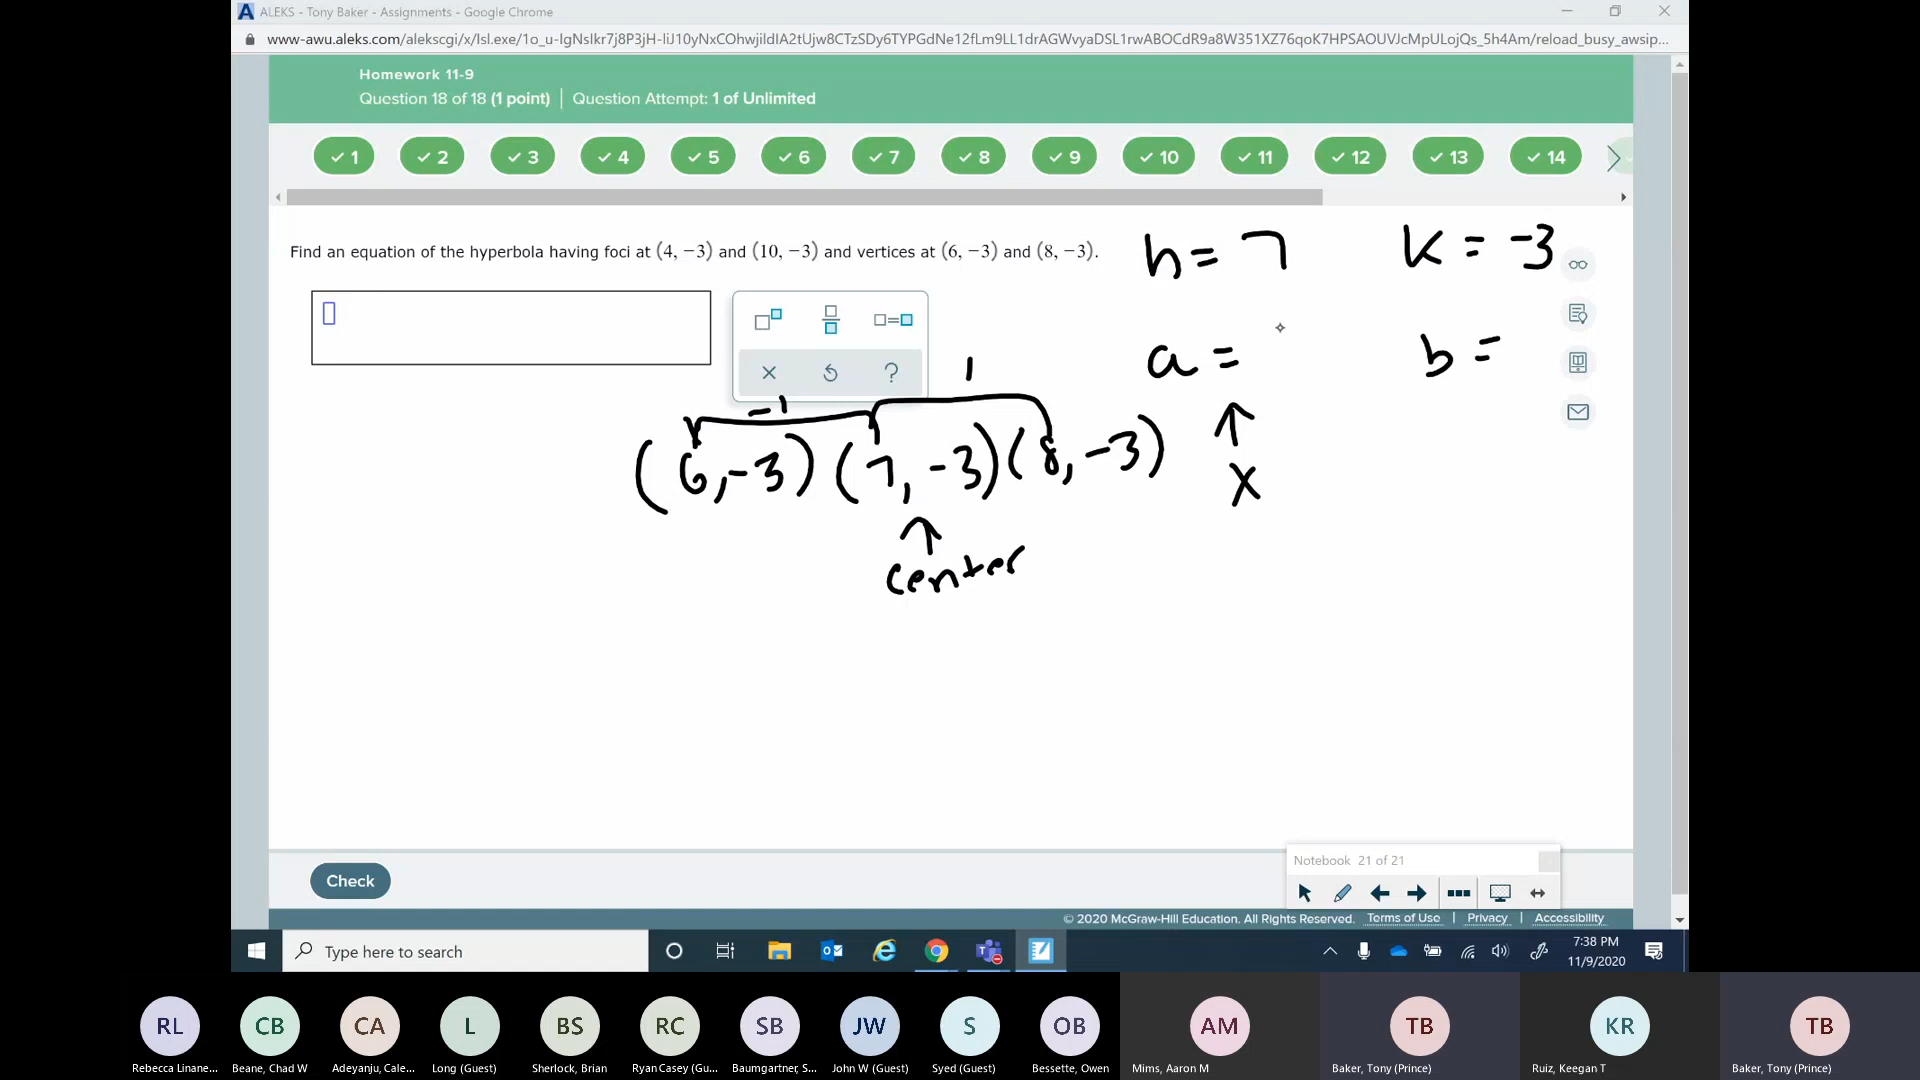 ALEKS - Tony Baker - Assignments - Google Chrome
www-awu.aleks.com/alekscgi/x/Isl.exe/1o_u-IgNsIkr7j8P3jH-IiJ10yNxCOhwjiIdIA2tUjw8CTzSDy6TYPGdNe12fLm9LL1drAGWvyaDSL1rwABOCdR9a8W351XZ76qoK7HPSAOUVJcMpULojQs_5h4Am/reload_busy_awsip...
Homework 11-9
Question 18 of 18 (1 point) | Question Attempt: 1 of Unlimited
✓ 1 ✓ 2 ✓ 3 ✓ 4 ✓ 5 ✓ 6 ✓ 7 ✓ 8 ✓ 9 ✓ 10 ✓ 11 ✓ 12 ✓ 13 ✓ 14
Find an equation of the hyperbola having foci at (4, −3) and (10, −3) and vertices at (6, −3) and (8, −3).
h = 7 k = -3
a = b =
-1 1
(6, -3) (7, -3) (8, -3)
x
center
Check
Notebook 21 of 21
© 2020 McGraw-Hill Education. All Rights Reserved. Terms of Use | Privacy | Accessibility
Type here to search
7:38 PM
11/9/2020
RL CB CA L BS RC SB JW S OB AM TB KR TB
Rebecca Linane... Beane, Chad W Adeyanju, Cale... Long (Guest) Sherlock, Brian Ryan Casey (Gu... Baumgartner, S... John W (Guest) Syed (Guest) Bessette, Owen Mims, Aaron M Baker, Tony (Prince) Ruiz, Keegan T Baker, Tony (Prince)